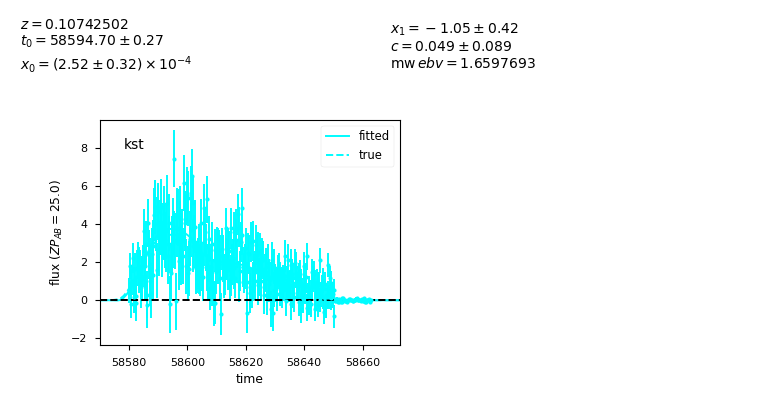 z = 0.10742502
t₀ = 58594.70 ± 0.27
x₀ = (2.52 ± 0.32) × 10⁻⁴
x₁ = −1.05 ± 0.42
c = 0.049 ± 0.089
mw ebv = 1.6597693
kst
fitted
true
flux (ZP_AB = 25.0)
8
6
4
2
0
−2
58580 58600 58620 58640 58660
time